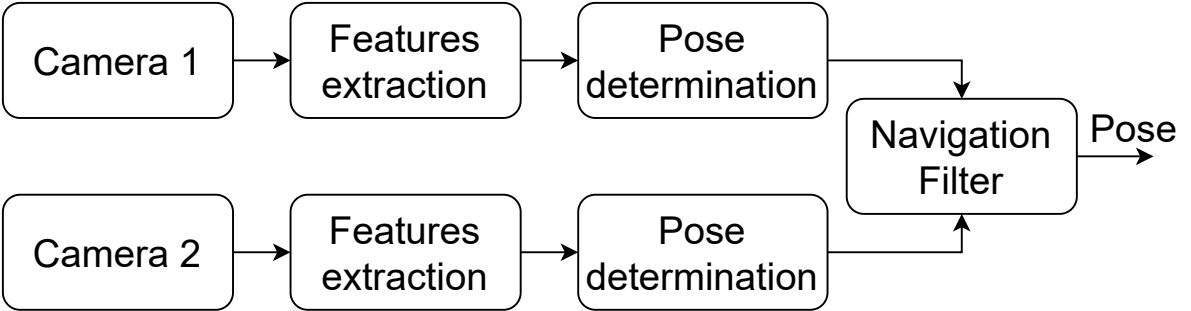 Camera 1
Features
extraction
Pose
determination
Navigation
Filter
Pose
Camera 2
Features
extraction
Pose
determination